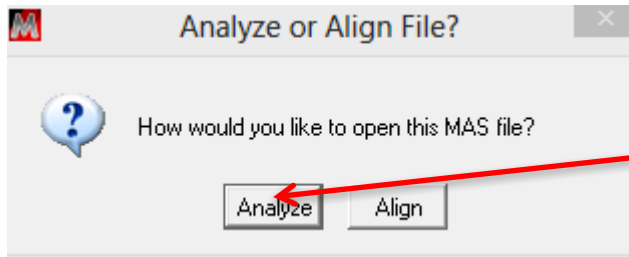 Analyze or Align File?
How would you like to open this MAS file?
Analyze Align